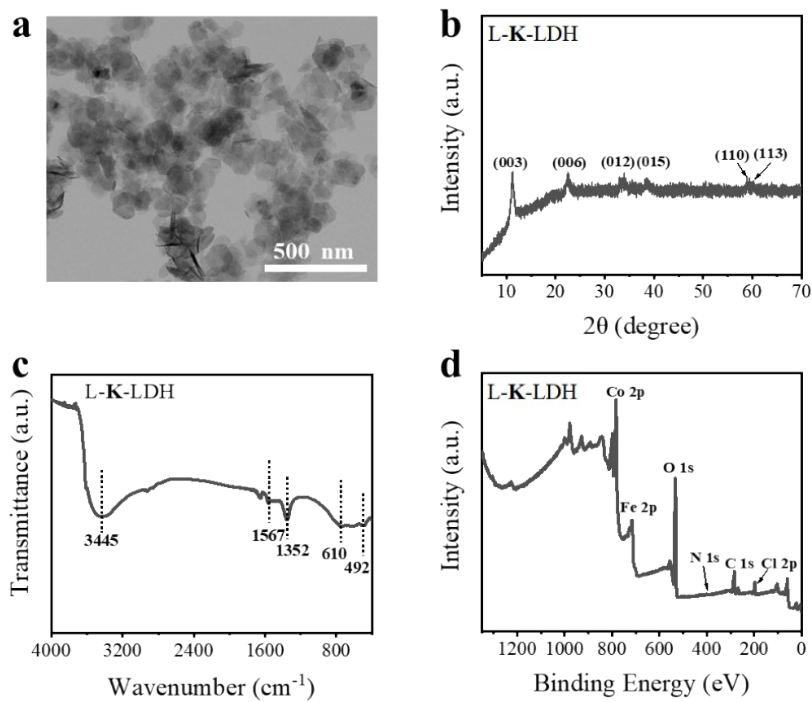 a
500 nm
b
L-K-LDH
(003)
(006)
(012)
(015)
(110)
(113)
Intensity (a.u.)
10
20
30
40
50
60
70
2θ (degree)
c
L-K-LDH
3445
1567
1352
610
492
Transmittance (a.u.)
4000
3200
2400
1600
800
Wavenumber (cm⁻¹)
d
L-K-LDH
Co 2p
O 1s
Fe 2p
N 1s
C 1s
Cl 2p
Intensity (a.u.)
1200
1000
800
600
400
200
0
Binding Energy (eV)